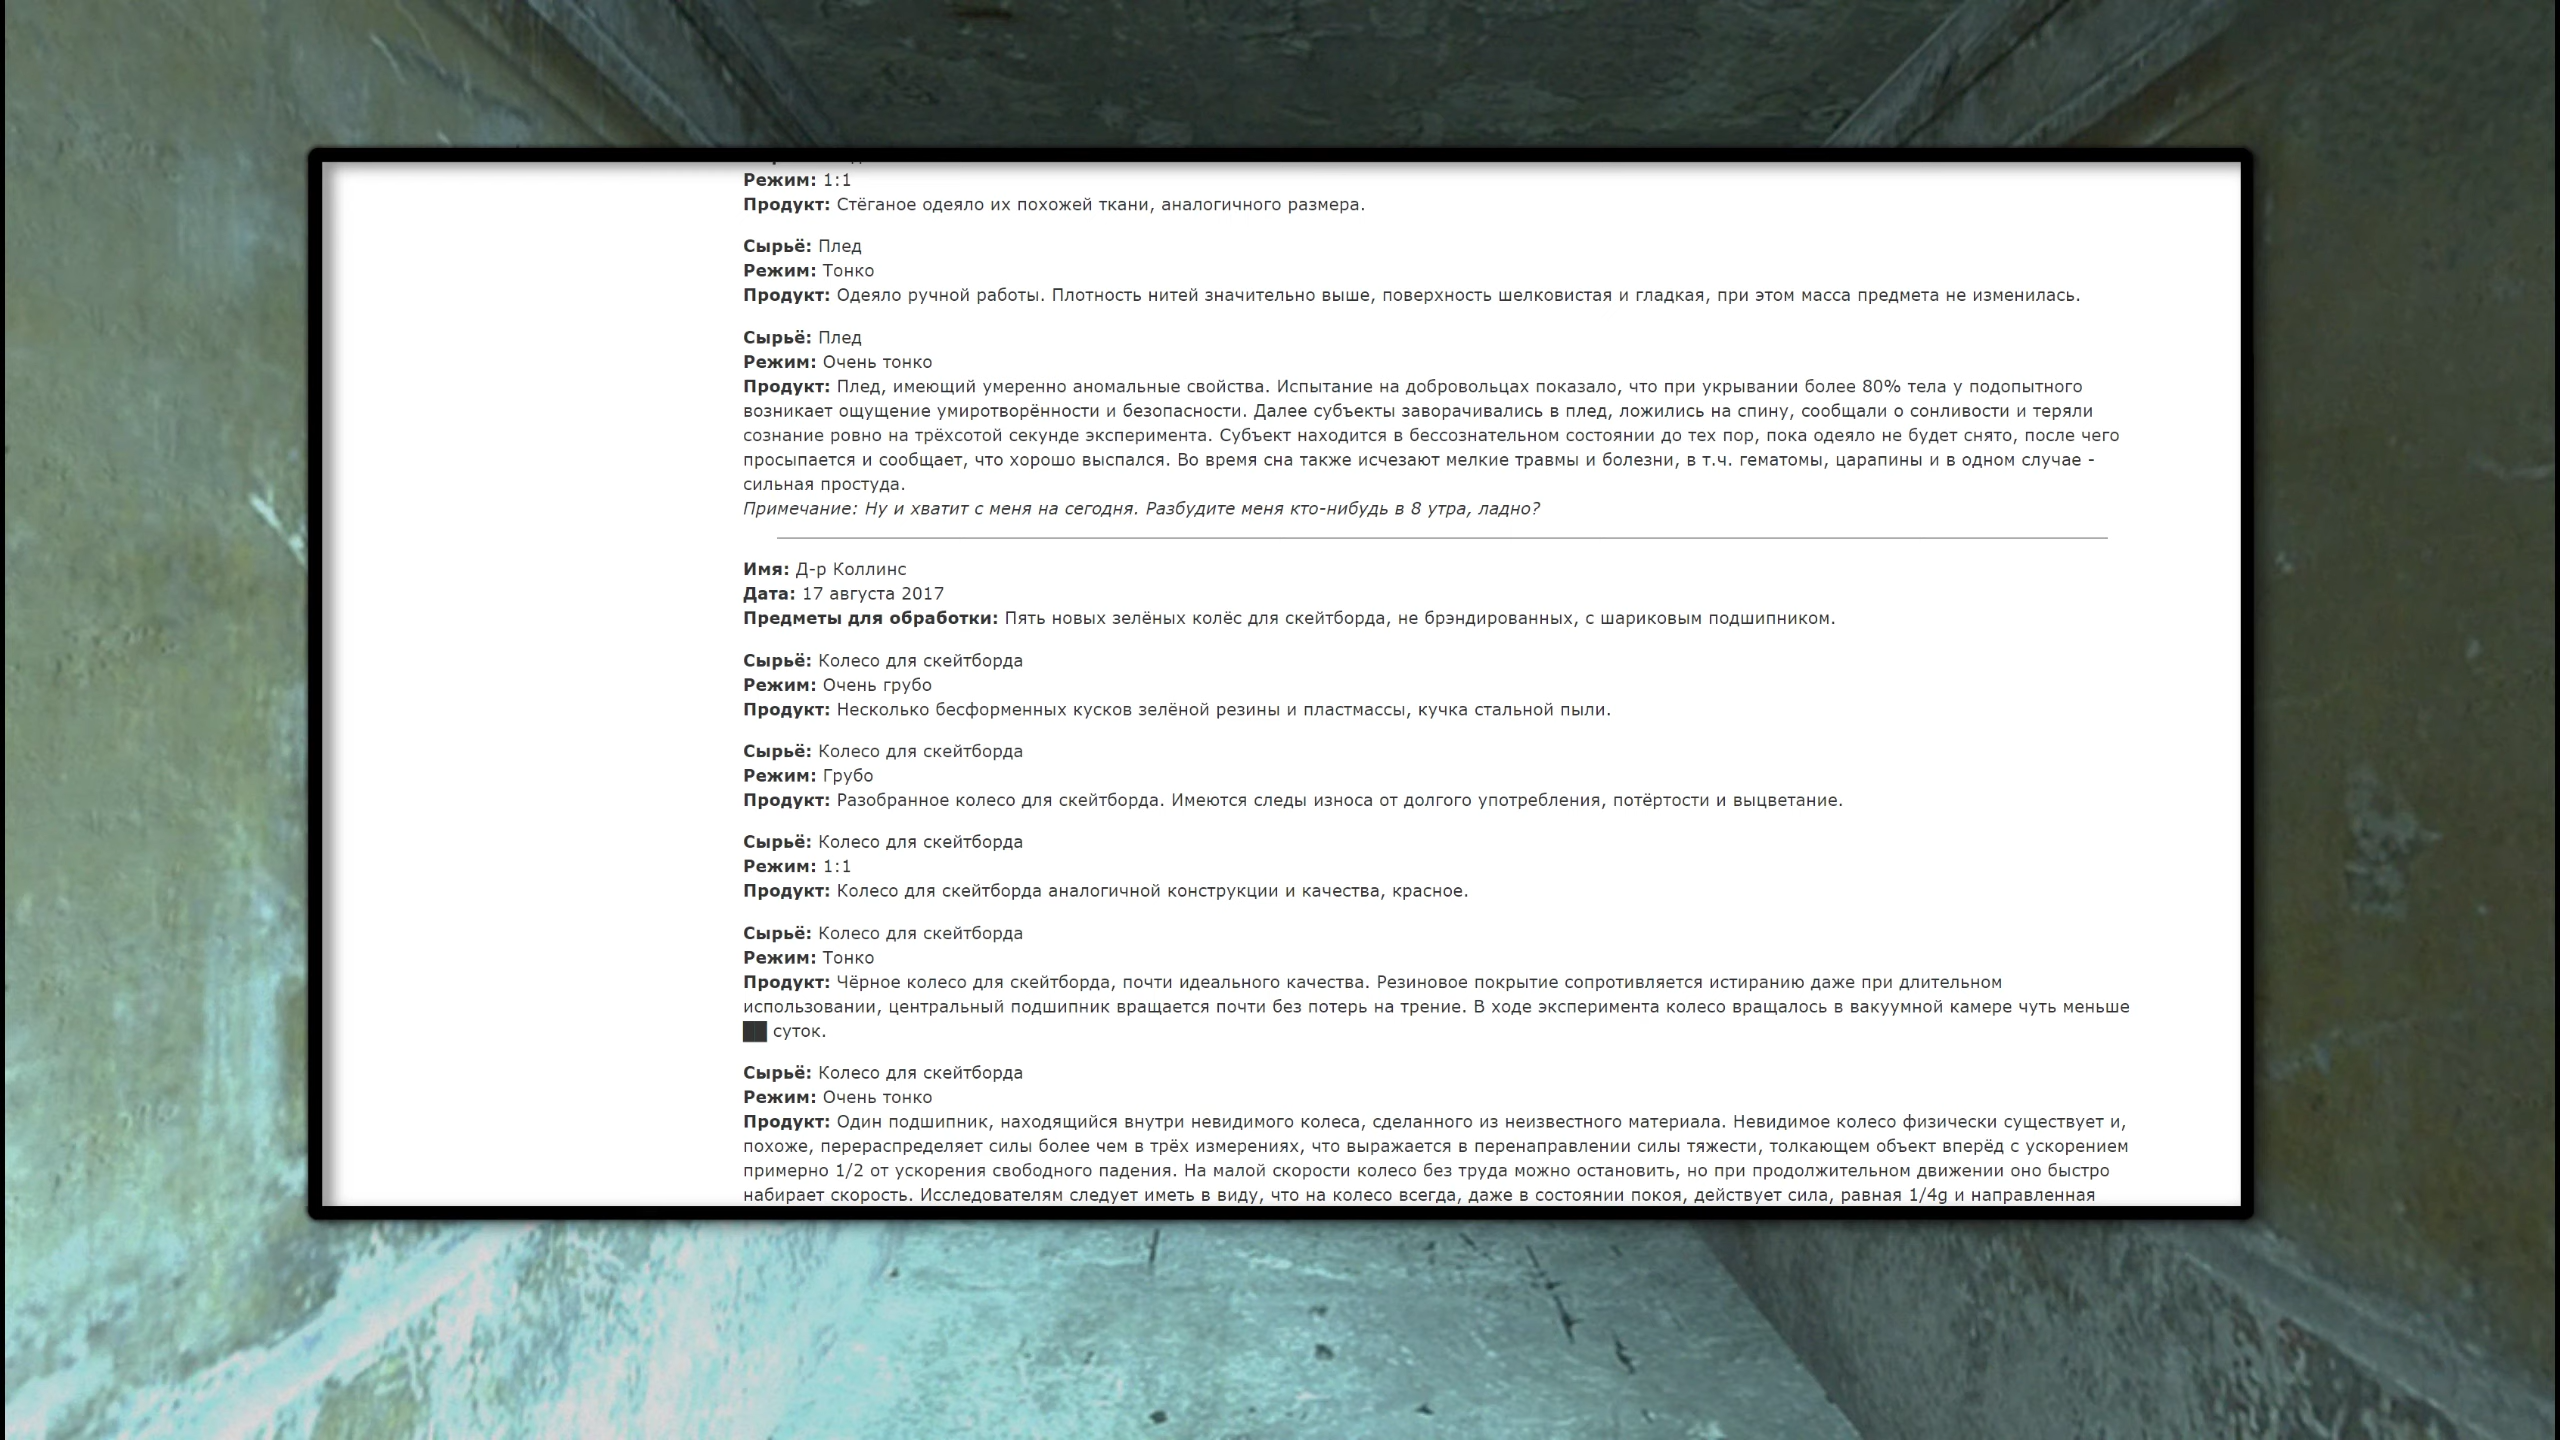 Режим: 1:1
Продукт: Стёганое одеяло их похожей ткани, аналогичного размера.
Сырьё: Плед
Режим: Тонко
Продукт: Одеяло ручной работы. Плотность нитей значительно выше, поверхность шелковистая и гладкая, при этом масса предмета не изменилась.
Сырьё: Плед
Режим: Очень тонко
Продукт: Плед, имеющий умеренно аномальные свойства. Испытание на добровольцах показало, что при укрывании более 80% тела у подопытного
возникает ощущение умиротворённости и безопасности. Далее субъекты заворачивались в плед, ложились на спину, сообщали о сонливости и теряли
сознание ровно на трёхсотой секунде эксперимента. Субъект находится в бессознательном состоянии до тех пор, пока одеяло не будет снято, после чего
просыпается и сообщает, что хорошо выспался. Во время сна также исчезают мелкие травмы и болезни, в т.ч. гематомы, царапины и в одном случае -
сильная простуда.
Примечание: Ну и хватит с меня на сегодня. Разбудите меня кто-нибудь в 8 утра, ладно?
Имя: Д-р Коллинс
Дата: 17 августа 2017
Предметы для обработки: Пять новых зелёных колёс для скейтборда, не брэндированных, с шариковым подшипником.
Сырьё: Колесо для скейтборда
Режим: Очень грубо
Продукт: Несколько бесформенных кусков зелёной резины и пластмассы, кучка стальной пыли.
Сырьё: Колесо для скейтборда
Режим: Грубо
Продукт: Разобранное колесо для скейтборда. Имеются следы износа от долгого употребления, потёртости и выцветание.
Сырьё: Колесо для скейтборда
Режим: 1:1
Продукт: Колесо для скейтборда аналогичной конструкции и качества, красное.
Сырьё: Колесо для скейтборда
Режим: Тонко
Продукт: Чёрное колесо для скейтборда, почти идеального качества. Резиновое покрытие сопротивляется истиранию даже при длительном
использовании, центральный подшипник вращается почти без потерь на трение. В ходе эксперимента колесо вращалось в вакуумной камере чуть меньше
██ суток.
Сырьё: Колесо для скейтборда
Режим: Очень тонко
Продукт: Один подшипник, находящийся внутри невидимого колеса, сделанного из неизвестного материала. Невидимое колесо физически существует и,
похоже, перераспределяет силы более чем в трёх измерениях, что выражается в перенаправлении силы тяжести, толкающем объект вперёд с ускорением
примерно 1/2 от ускорения свободного падения. На малой скорости колесо без труда можно остановить, но при продолжительном движении оно быстро
набирает скорость. Исследователям следует иметь в виду, что на колесо всегда, даже в состоянии покоя, действует сила, равная 1/4g и направленная